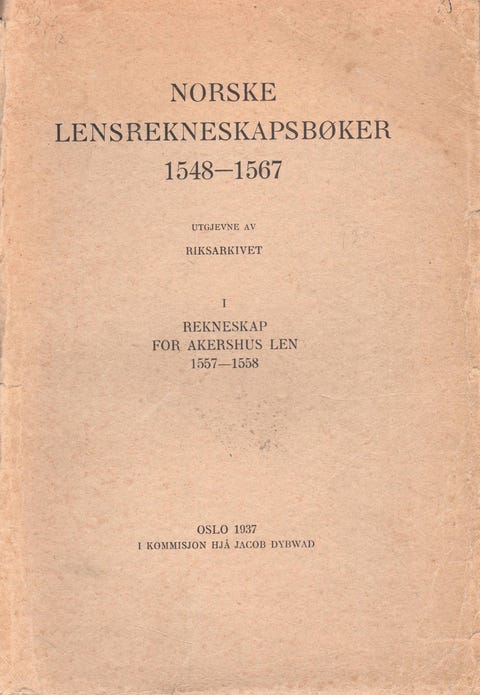 NORSKE
LENSREKNESKAPSBØKER
1548—1567
UTGJEVNE AV
RIKSARKIVET
I
REKNESKAP
FOR AKERSHUS LEN
1557—1558
OSLO 1937
I KOMMISJON HJÅ JACOB DYBWAD